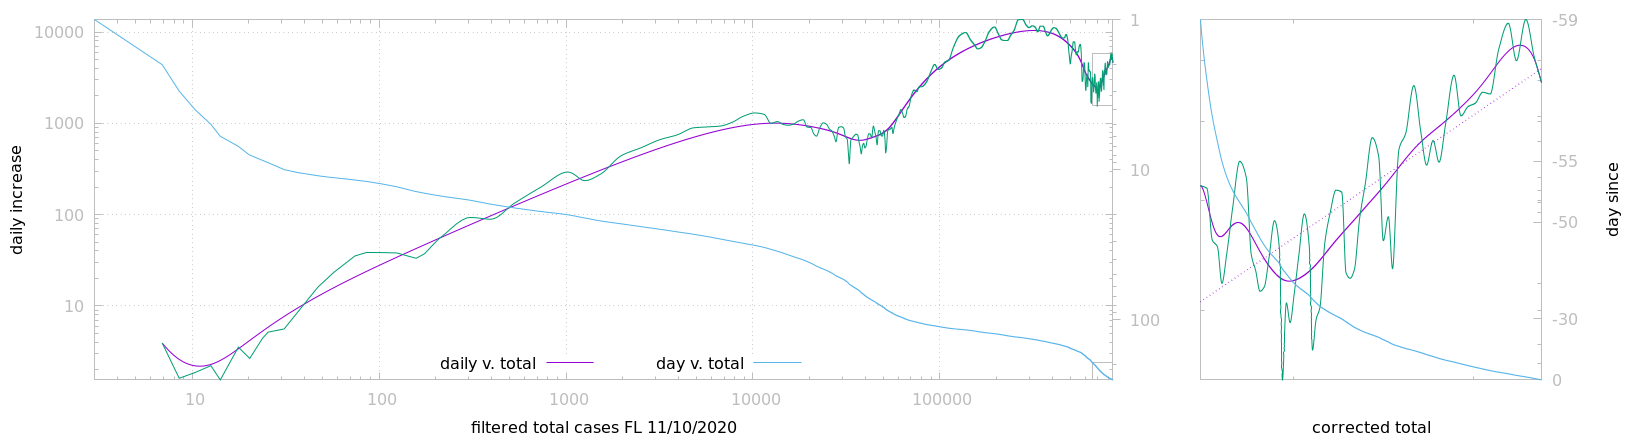 10000
1000
100
10
daily increase
10
100
1000
10000
100000
1
10
100
daily v. total
day v. total
filtered total cases FL 11/10/2020
-59
-55
-50
-30
0
day since
corrected total